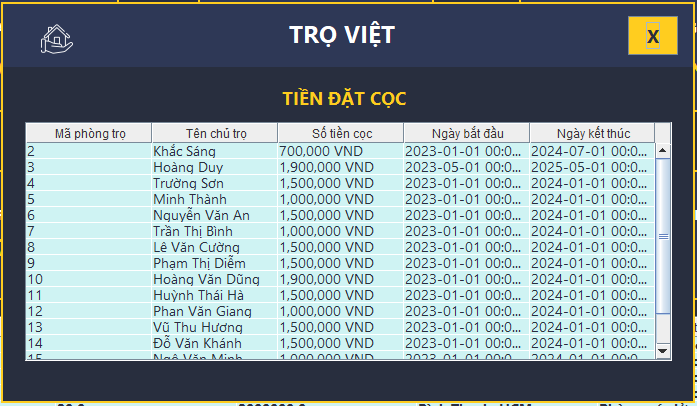 TRỌ VIỆT
X
TIỀN ĐẶT CỌC
Mã phòng trọ Tên chủ trọ Số tiền cọc Ngày bắt đầu Ngày kết thúc
2 Khắc Sáng 700,000 VND 2023-01-01 00:0... 2024-07-01 00:0...
3 Hoàng Duy 1,900,000 VND 2023-05-01 00:0... 2025-05-01 00:0...
4 Trường Sơn 1,500,000 VND 2023-01-01 00:0... 2024-01-01 00:0...
5 Minh Thành 1,000,000 VND 2023-01-01 00:0... 2024-01-01 00:0...
6 Nguyễn Văn An 1,500,000 VND 2023-01-01 00:0... 2024-01-01 00:0...
7 Trần Thị Bình 1,000,000 VND 2023-01-01 00:0... 2024-01-01 00:0...
8 Lê Văn Cường 1,500,000 VND 2023-01-01 00:0... 2024-01-01 00:0...
9 Phạm Thị Diễm 1,500,000 VND 2023-01-01 00:0... 2024-01-01 00:0...
10 Hoàng Văn Dũng 1,900,000 VND 2023-01-01 00:0... 2024-01-01 00:0...
11 Huỳnh Thái Hà 1,500,000 VND 2023-01-01 00:0... 2024-01-01 00:0...
12 Phan Văn Giang 1,000,000 VND 2023-01-01 00:0... 2024-01-01 00:0...
13 Vũ Thu Hương 1,500,000 VND 2023-01-01 00:0... 2024-01-01 00:0...
14 Đỗ Văn Khánh 1,500,000 VND 2023-01-01 00:0... 2024-01-01 00:0...
15 Ngô Văn Minh 1,000,000 VND 2023-01-01 00:0... 2024-01-01 00:0...